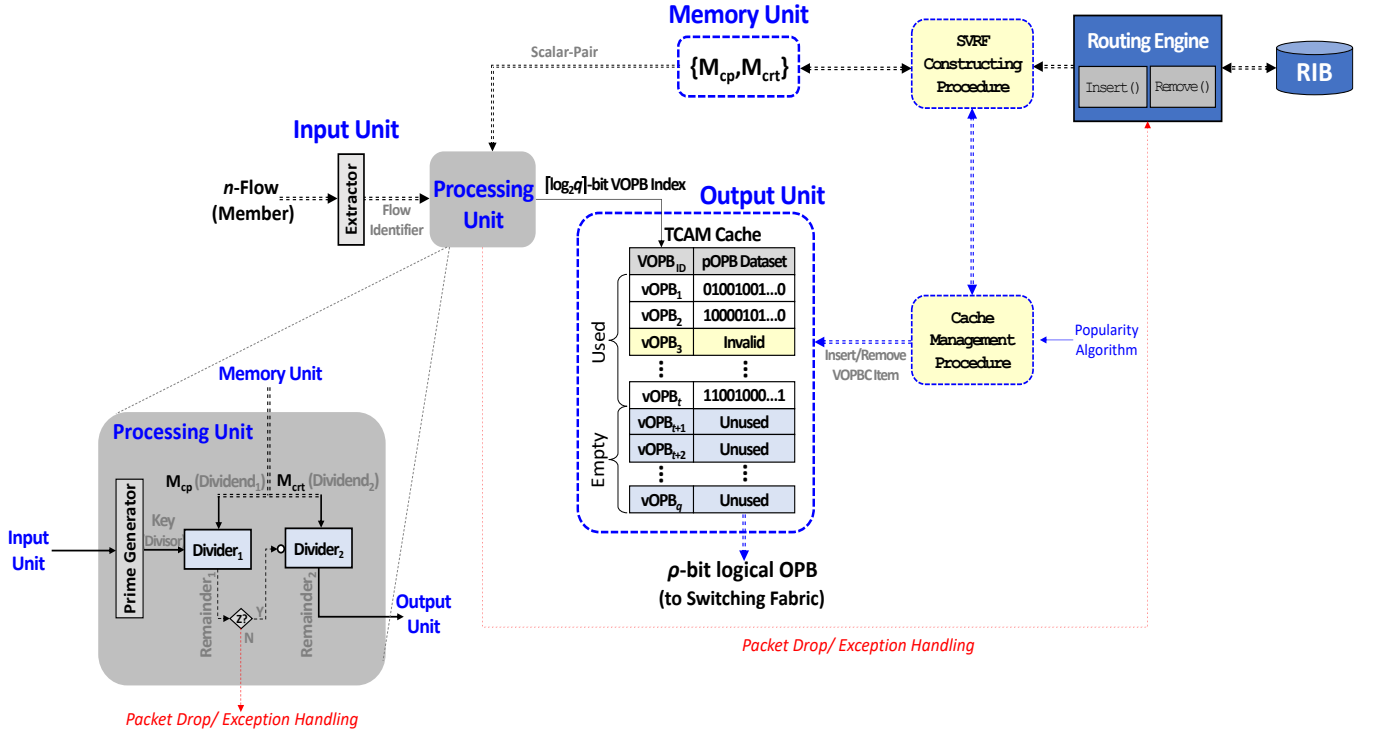 Memory Unit
Scalar-Pair
{Mcp,Mcrt}
SVRF
Constructing
Procedure
Routing Engine
Insert()
Remove()
RIB
Input Unit
n-Flow
(Member)
Extractor
Flow
Identifier
Processing
Unit
⌈log2q⌉-bit VOPB Index
Output Unit
TCAM Cache
VOPBID
pOPB Dataset
vOPB1
01001001...0
vOPB2
10000101...0
vOPB3
Invalid
vOPBt
11001000...1
vOPBt+1
Unused
vOPBt+2
Unused
vOPBq
Unused
Used
Empty
Insert/Remove
VOPBC Item
Cache
Management
Procedure
Popularity
Algorithm
ρ-bit logical OPB
(to Switching Fabric)
Packet Drop/ Exception Handling
Memory Unit
Processing Unit
Mcp (Dividend1)
Mcrt (Dividend2)
Input
Unit
Prime Generator
Key
Divisor
Divider1
Divider2
Remainder1
Z?
Y
N
Remainder2
Output
Unit
Packet Drop/ Exception Handling